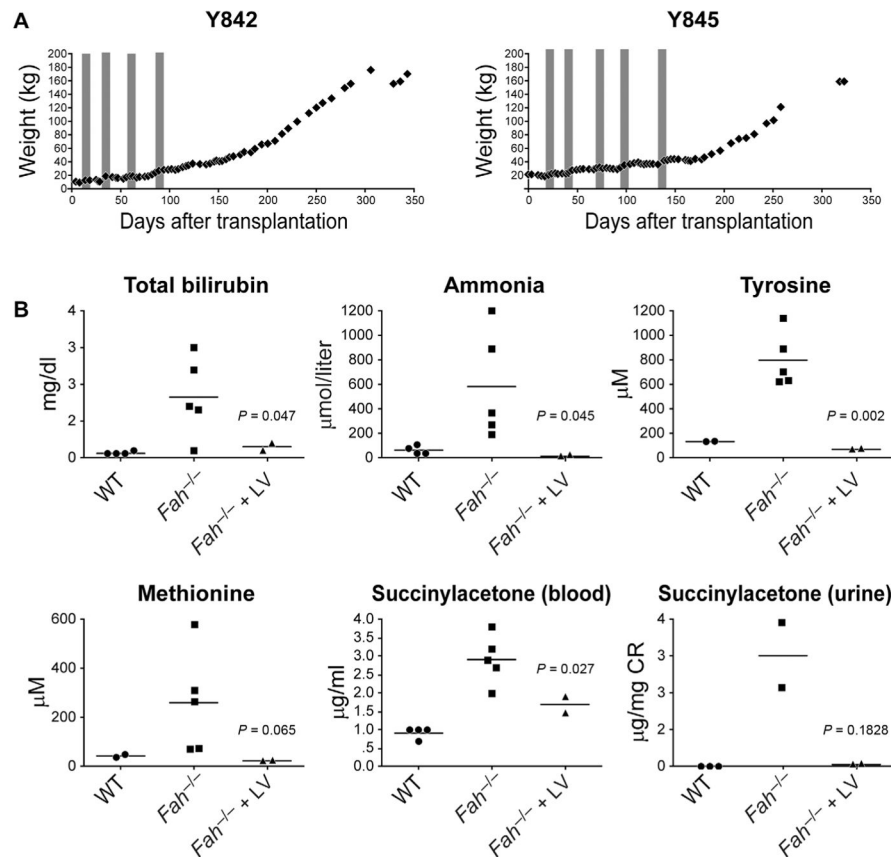 A
Y842
Y845
Weight (kg)
200
180
160
140
120
100
80
60
40
20
0
0 50 100 150 200 250 300 350
Days after transplantation
Weight (kg)
200
180
160
140
120
100
80
60
40
20
0
0 50 100 150 200 250 300 350
Days after transplantation
B
Total bilirubin
mg/dl
4
3
3
2
P = 0.047
WT
Fah–/–
Fah–/– + LV
Ammonia
μmol/liter
1200
1000
800
600
400
200
0
P = 0.045
WT
Fah–/–
Fah–/– + LV
Tyrosine
μM
1200
1000
800
600
400
200
0
P = 0.002
WT
Fah–/–
Fah–/– + LV
Methionine
μM
600
400
200
0
P = 0.065
WT
Fah–/–
Fah–/– + LV
Succinylacetone (blood)
μg/ml
4.0
3.5
3.0
2.5
2.0
1.5
1.0
.5
.0
P = 0.027
WT
Fah–/–
Fah–/– + LV
Succinylacetone (urine)
μg/mg CR
4
3
3
2
P = 0.1828
WT
Fah–/–
Fah–/– + LV